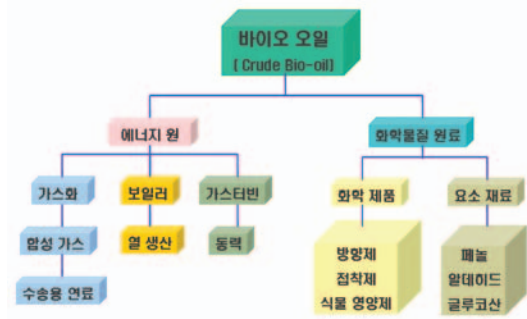 바이오 오일
( Crude Bio-oil)
에너지 원
화학물질 원료
가스화
보일러
가스터빈
화학 제품
요소 재료
합성 가스
열 생산
동력
수송용 연료
방향제
접착제
식물 영양제
페놀
알데히드
글루코산